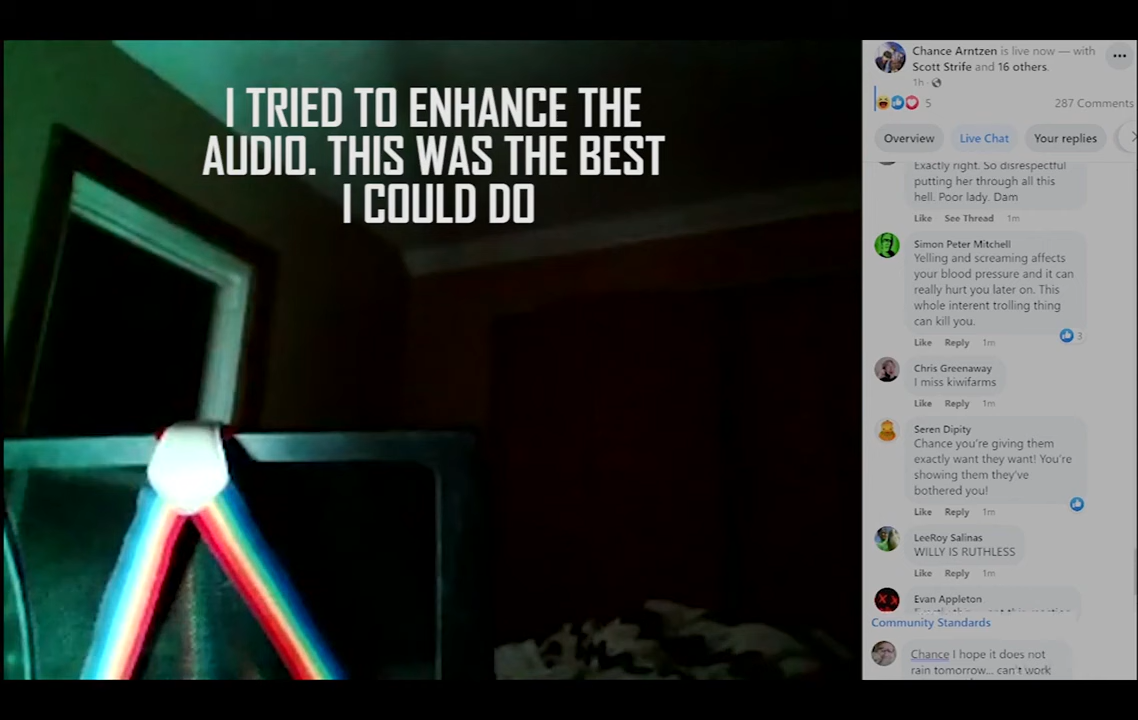 I TRIED TO ENHANCE THE
AUDIO. THIS WAS THE BEST
I COULD DO
Chance Arntzen is live now — with
Scott Strife and 16 others.
1h ·
5
287 Comments
Overview
Live Chat
Your replies
Exactly right. So disrespectful
putting her through all this
hell. Poor lady. Dam
Like See Thread 1m
Simon Peter Mitchell
Yelling and screaming affects
your blood pressure and it can
really hurt you later on. This
whole interent trolling thing
can kill you.
3
Like Reply 1m
Chris Greenaway
I miss kiwifarms
Like Reply 1m
Seren Dipity
Chance you're giving them
exactly want they want! You're
showing them they've
bothered you!
Like Reply 1m
LeeRoy Salinas
WILLY IS RUTHLESS
Like Reply 1m
Evan Appleton
Community Standards
Chance I hope it does not
rain tomorrow... can't work